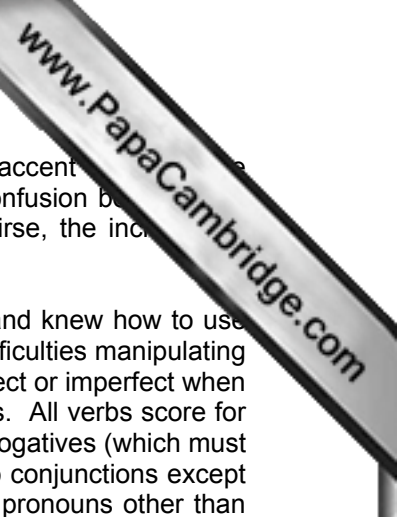 www.PapaCambridge.com
accent
onfusion
irse, the
and knew how to use
ficulties manipulating
ect or imperfect when
s. All verbs score for
ogatives (which must
conjunctions except
pronouns other than